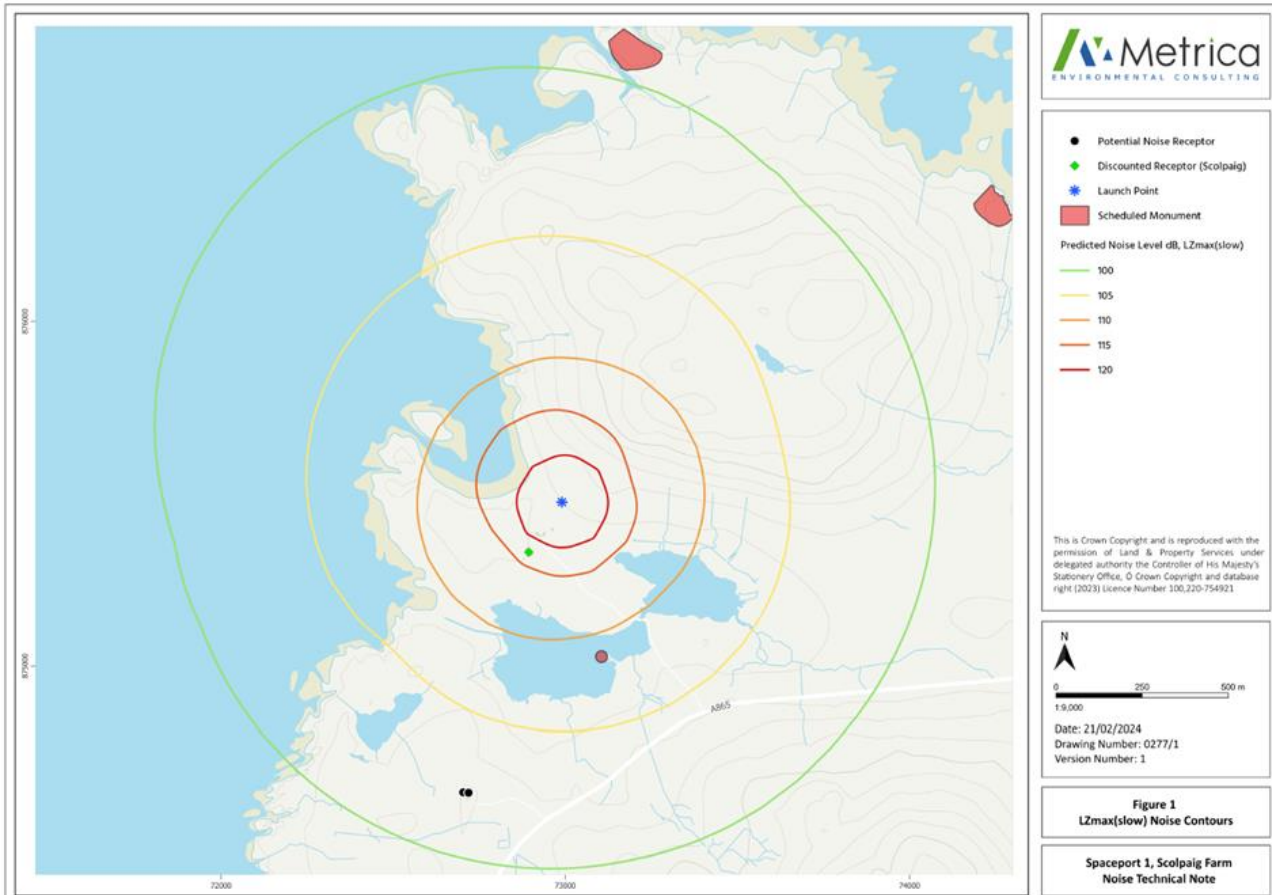 Metrica
ENVIRONMENTAL CONSULTING
Potential Noise Receptor
Discounted Receptor (Scolpaig)
Launch Point
Scheduled Monument
Predicted Noise Level dB, LZmax(slow)
100
105
110
115
120
This is Crown Copyright and is reproduced with the
permission of Land & Property Services under
delegated authority the Controller of His Majesty's
Stationery Office, Ó Crown Copyright and database
right (2023) Licence Number 100,220-754921
N
0 250 500 m
1:9,000
Date: 21/02/2024
Drawing Number: 0277/1
Version Number: 1
Figure 1
LZmax(slow) Noise Contours
Spaceport 1, Scolpaig Farm
Noise Technical Note
876000
875000
A865
72000
73000
74000